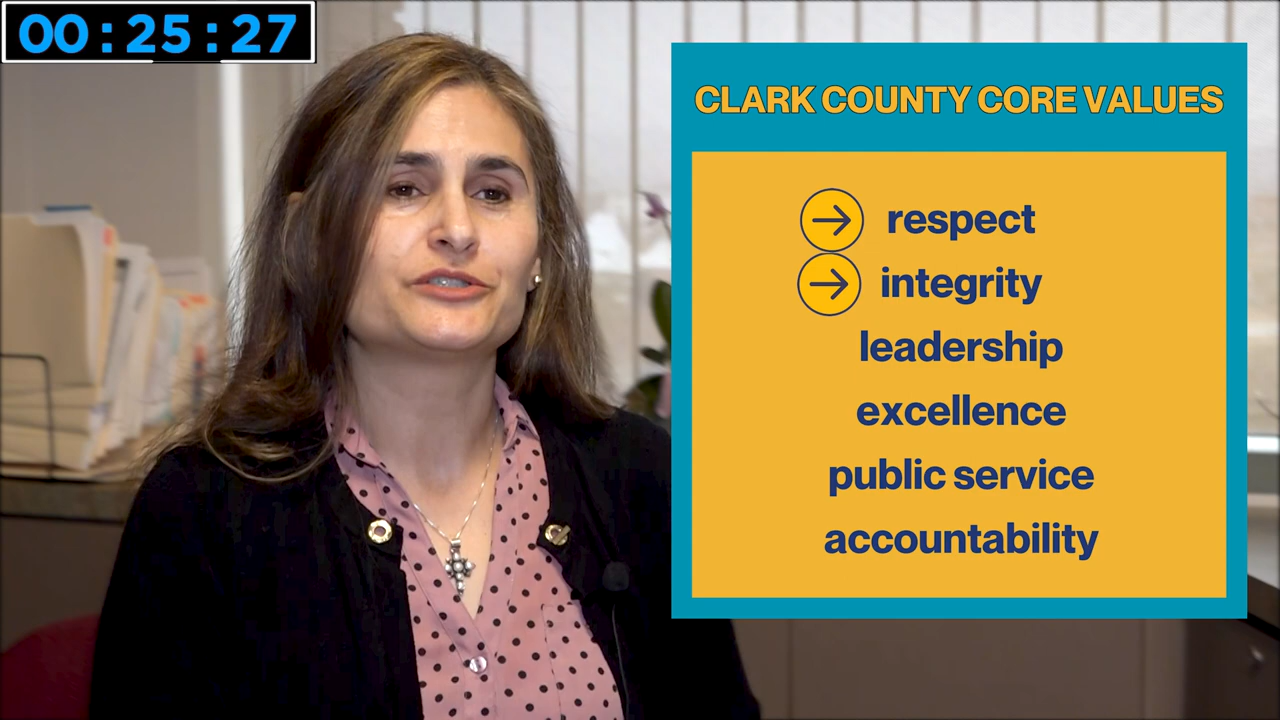 00:25:27
CLARK COUNTY CORE VALUES
respect
integrity
leadership
excellence
public service
accountability